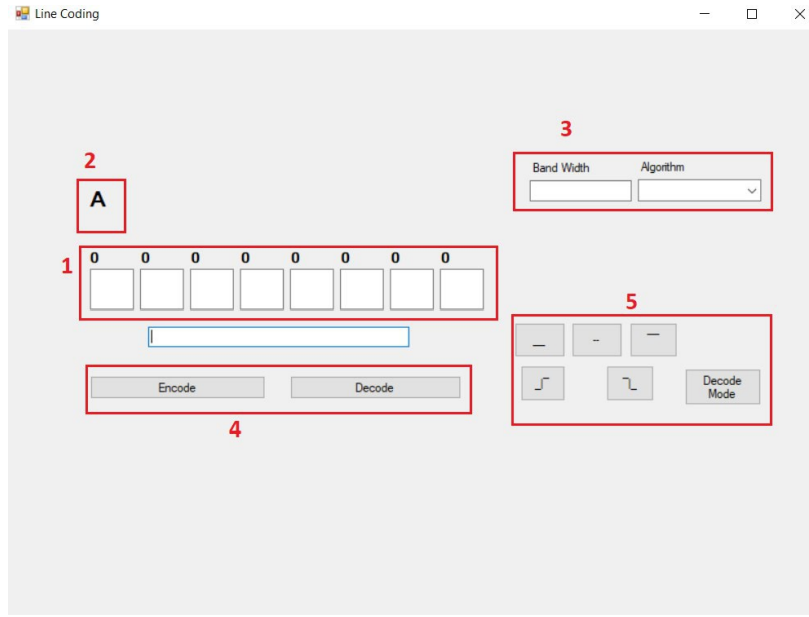 Line Coding
3
2
Band Width Algorithm
A
1
0 0 0 0 0 0 0 0
5
Encode Decode
Decode
Mode
4